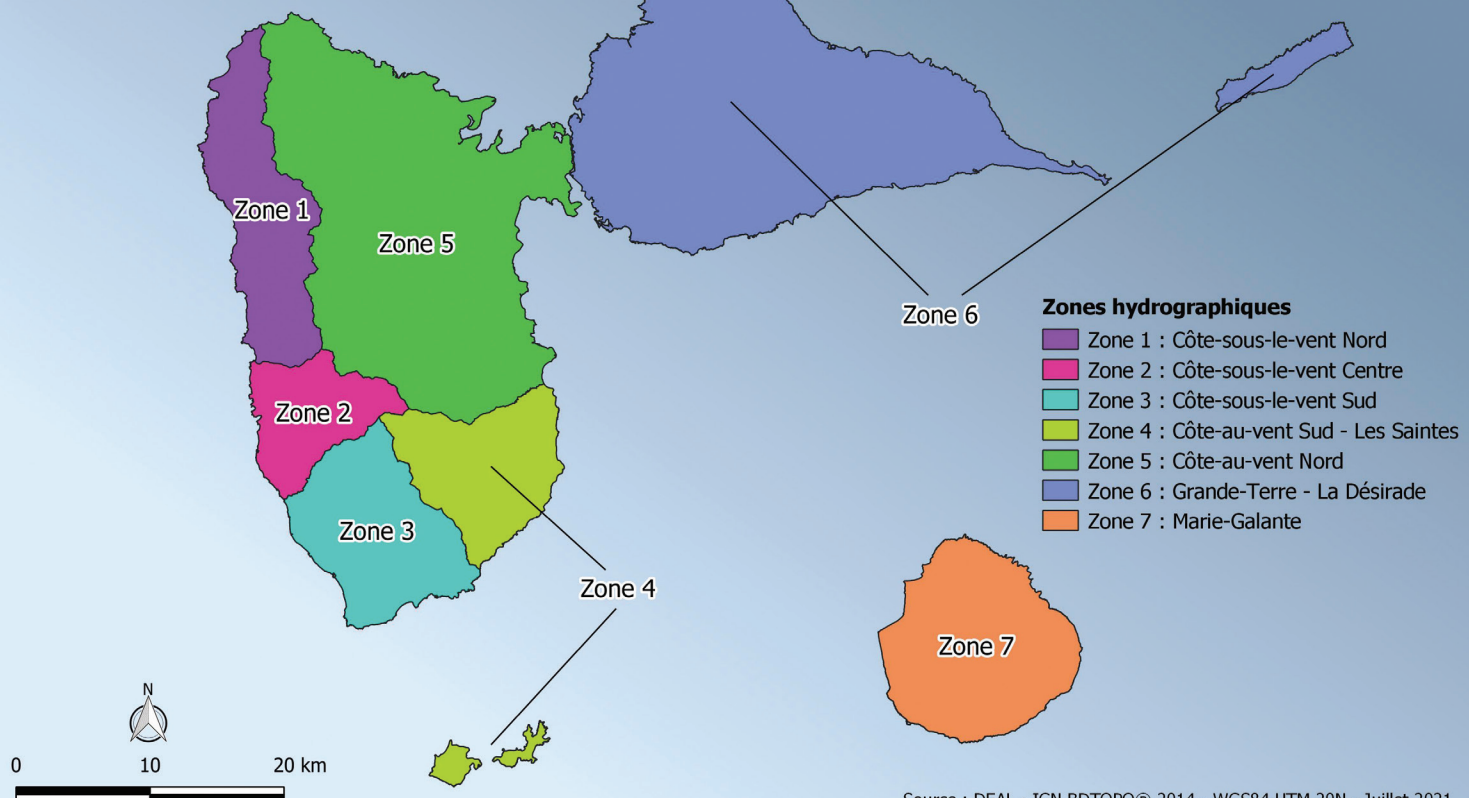 Zone 1
Zone 5
Zone 6
Zones hydrographiques
Zone 1 : Côte-sous-le-vent Nord
Zone 2 : Côte-sous-le-vent Centre
Zone 3 : Côte-sous-le-vent Sud
Zone 4 : Côte-au-vent Sud - Les Saintes
Zone 5 : Côte-au-vent Nord
Zone 6 : Grande-Terre - La Désirade
Zone 7 : Marie-Galante
Zone 2
Zone 3
Zone 4
Zone 7
N
0 10 20 km
Source : DEAL - IGN BDTOPO® 2014 - WGS84 UTM 20N - Juillet 2021